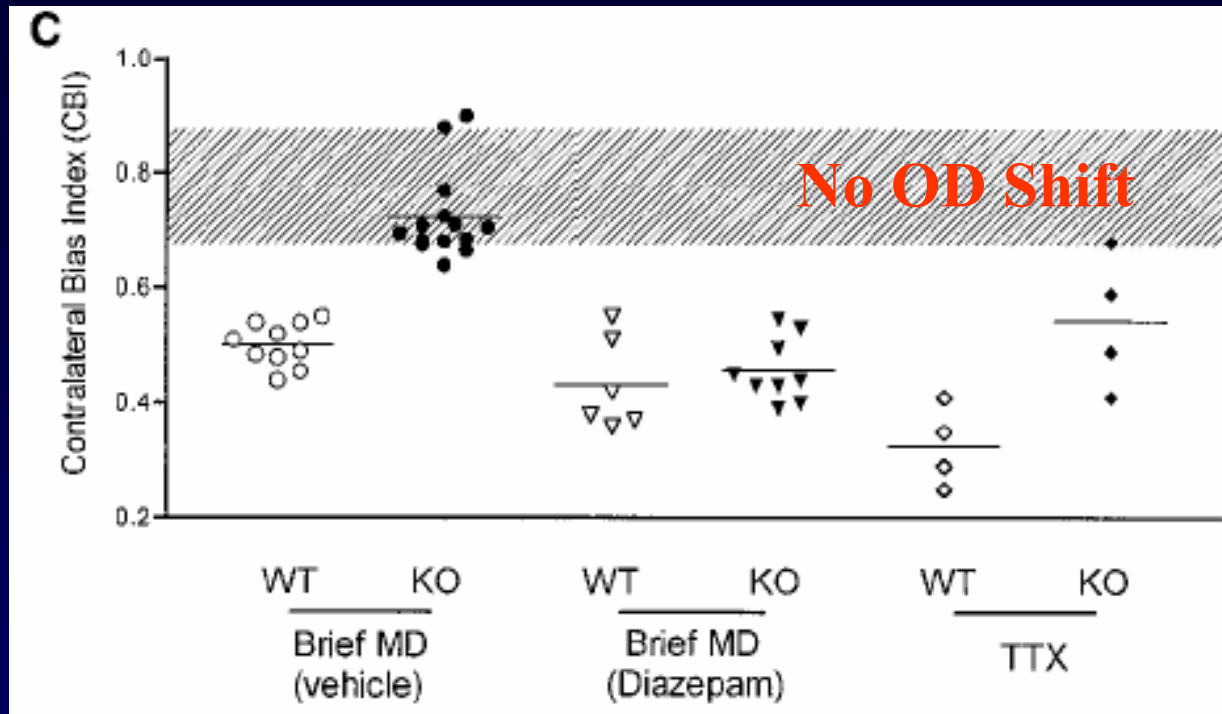 C
Contralateral Bias Index (CBI)
1.0
0.8
0.6
0.4
0.2
No OD Shift
WT KO WT KO WT KO
Brief MD Brief MD TTX
(vehicle) (Diazepam)